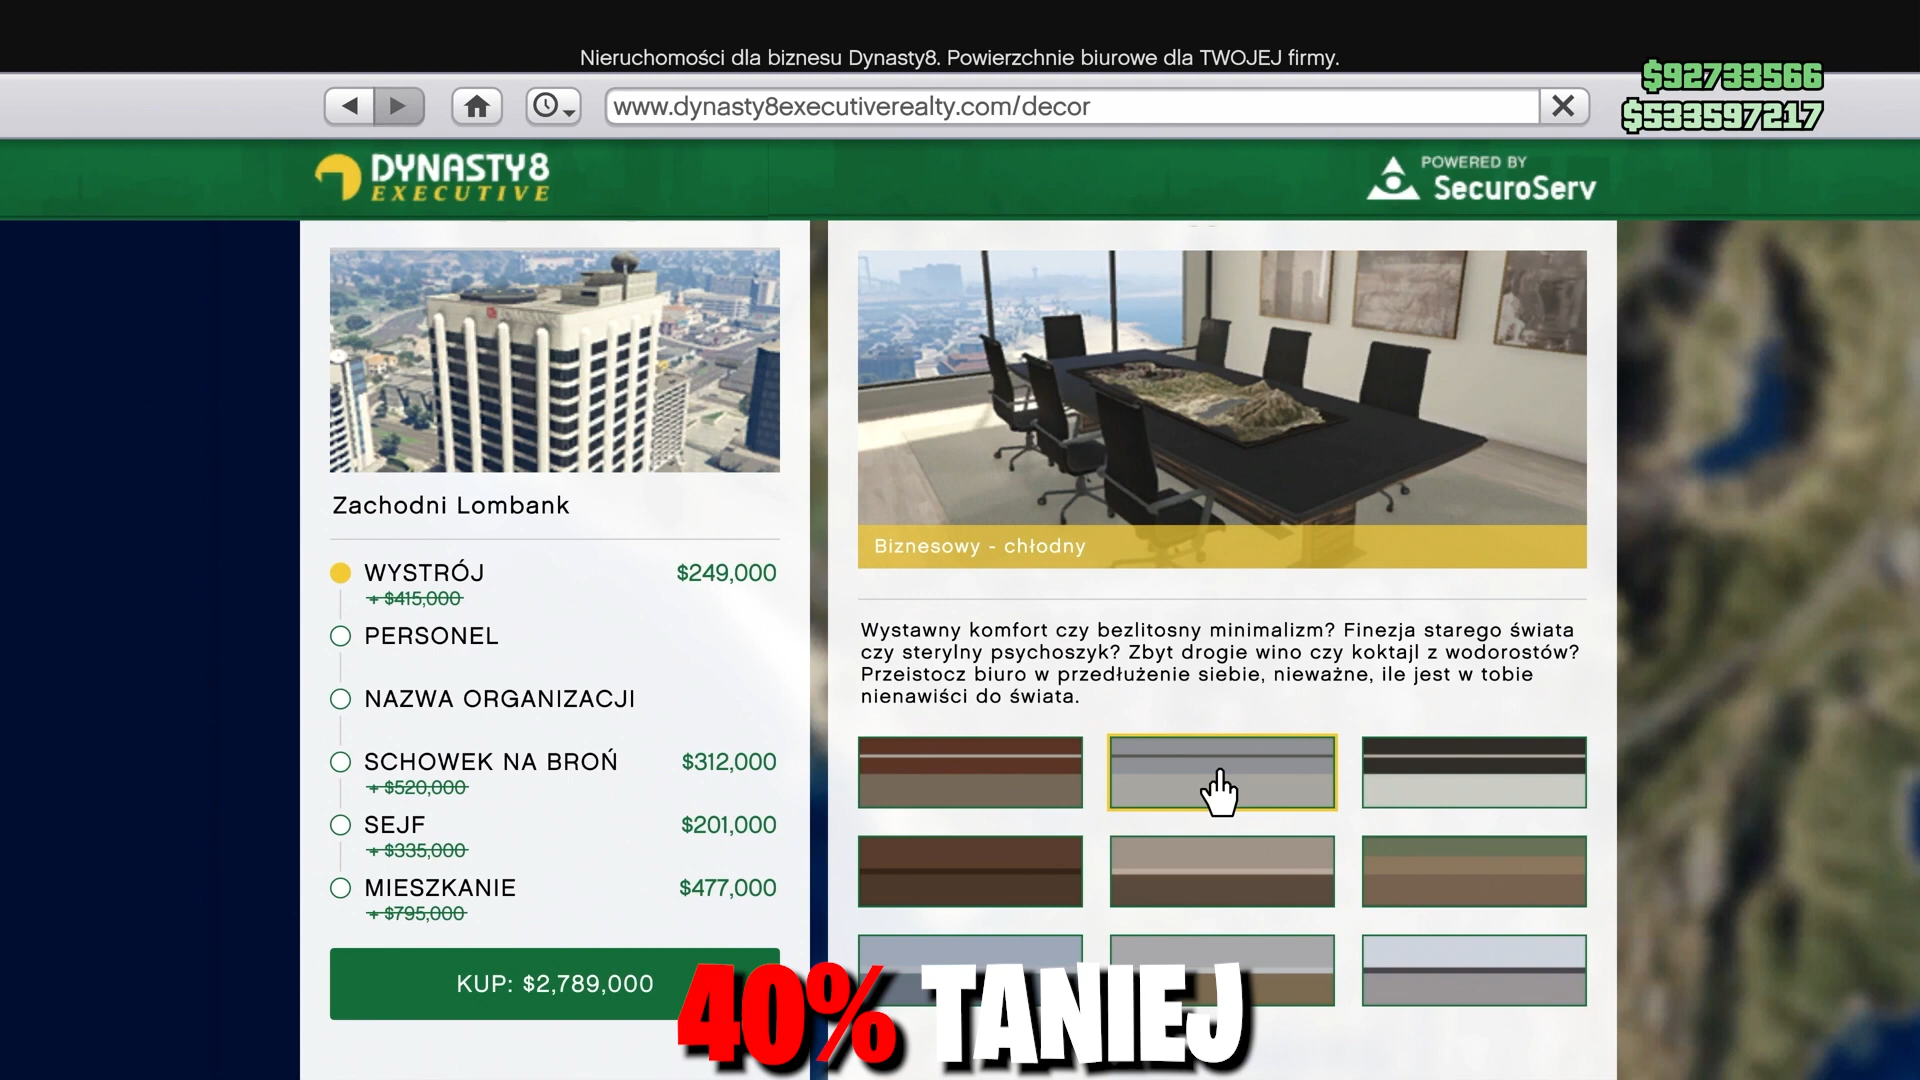 Nieruchomości dla biznesu Dynasty8. Powierzchnie biurowe dla TWOJEJ firmy.
$92733566
www.dynasty8executiverealty.com/decor
$533597217
DYNASTY8
EXECUTIVE
POWERED BY
SecuroServ
Zachodni Lombank
WYSTRÓJ $249,000
+ $415,000
PERSONEL
NAZWA ORGANIZACJI
SCHOWEK NA BROŃ $312,000
+ $520,000
SEJF $201,000
+ $335,000
MIESZKANIE $477,000
+ $795,000
KUP: $2,789,000
Biznesowy - chłodny
Wystawny komfort czy bezlitosny minimalizm? Finezja starego świata
czy sterylny psychoszyk? Zbyt drogie wino czy koktajl z wodorostów?
Przeistocz biuro w przedłużenie siebie, nieważne, ile jest w tobie
nienawiści do świata.
40% TANIEJ